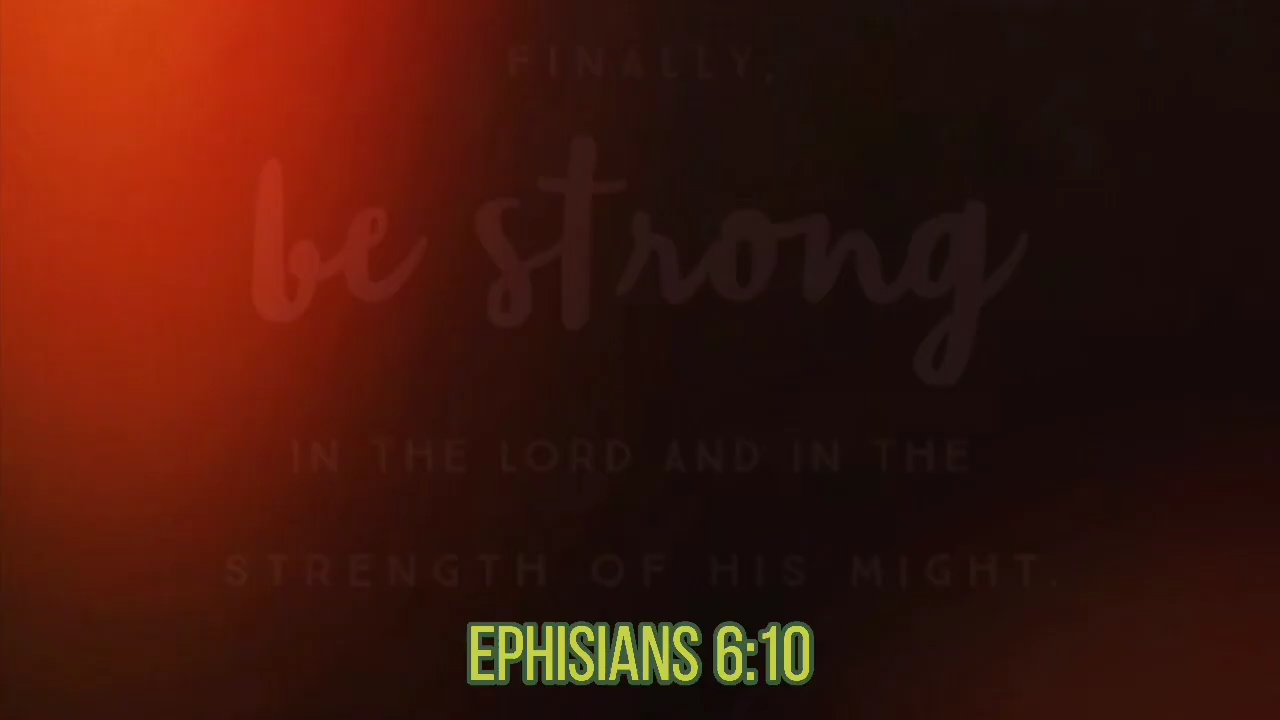 FINALLY,
be strong
IN THE LORD AND IN THE
STRENGTH OF HIS MIGHT.
EPHISIANS 6:10